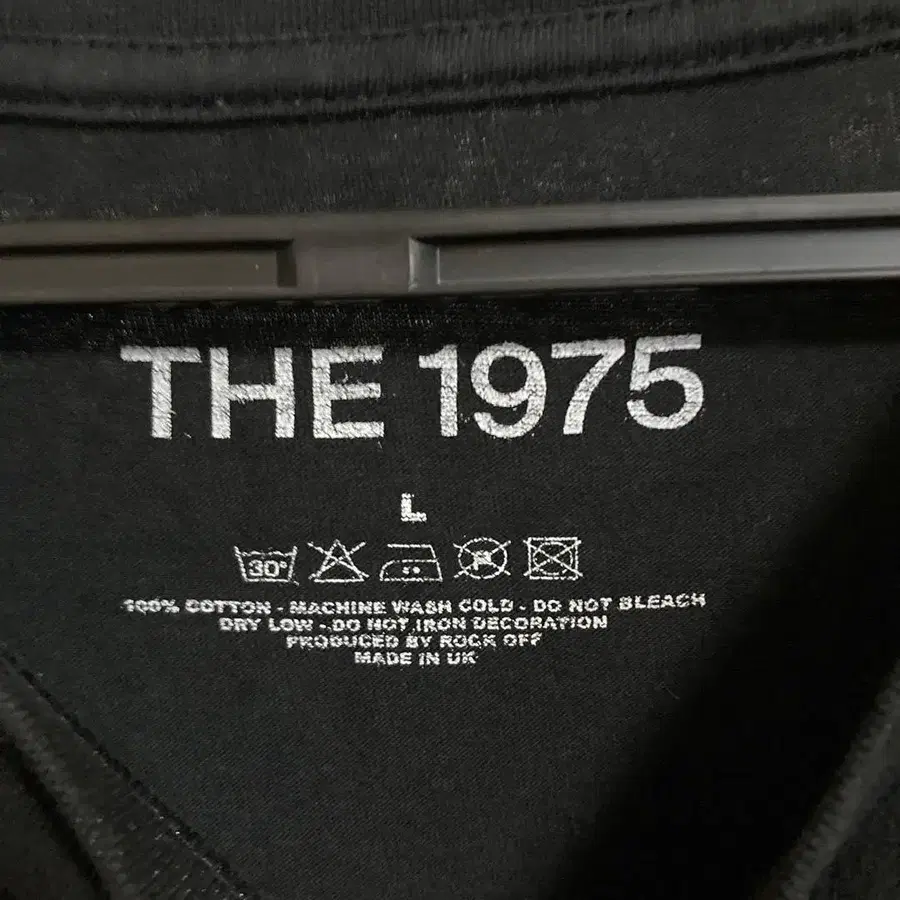 THE 1975
L
30° P
100% COTTON - MACHINE WASH COLD - DO NOT BLEACH
DRY LOW - DO NOT IRON DECORATION
PRODUCED BY ROCK OFF
MADE IN UK